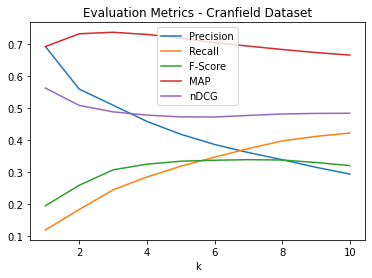 Evaluation Metrics - Cranfield Dataset
0.7
0.6
0.5
0.4
0.3
0.2
0.1
Precision
Recall
F-Score
MAP
nDCG
2 4 6 8 10
k